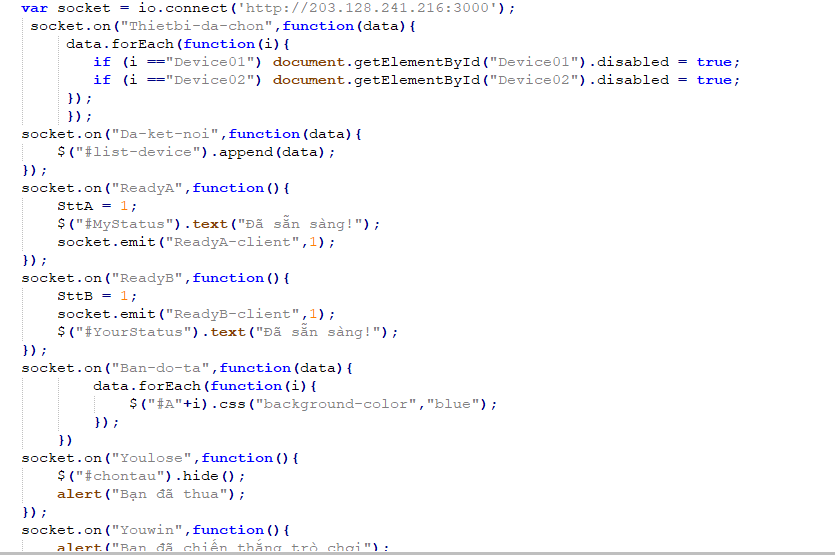 var socket = io.connect('http://203.128.241.216:3000');
socket.on("Thietbi-da-chon",function(data){
data.forEach(function(i){
if (i =="Device01") document.getElementById("Device01").disabled = true;
if (i =="Device02") document.getElementById("Device02").disabled = true;
});
});
socket.on("Da-ket-noi",function(data){
$("#list-device").append(data);
});
socket.on("ReadyA",function(){
SttA = 1;
$("#MyStatus").text("Đã sẵn sàng!");
socket.emit("ReadyA-client",1);
});
socket.on("ReadyB",function(){
SttB = 1;
socket.emit("ReadyB-client",1);
$("#YourStatus").text("Đã sẵn sàng!");
});
socket.on("Ban-do-ta",function(data){
data.forEach(function(i){
$("#A"+i).css("background-color","blue");
});
})
socket.on("Youlose",function(){
$("#chontau").hide();
alert("Bạn đã thua");
});
socket.on("Youwin",function(){
alert("Bạn đã chiến thắng trò chơi");